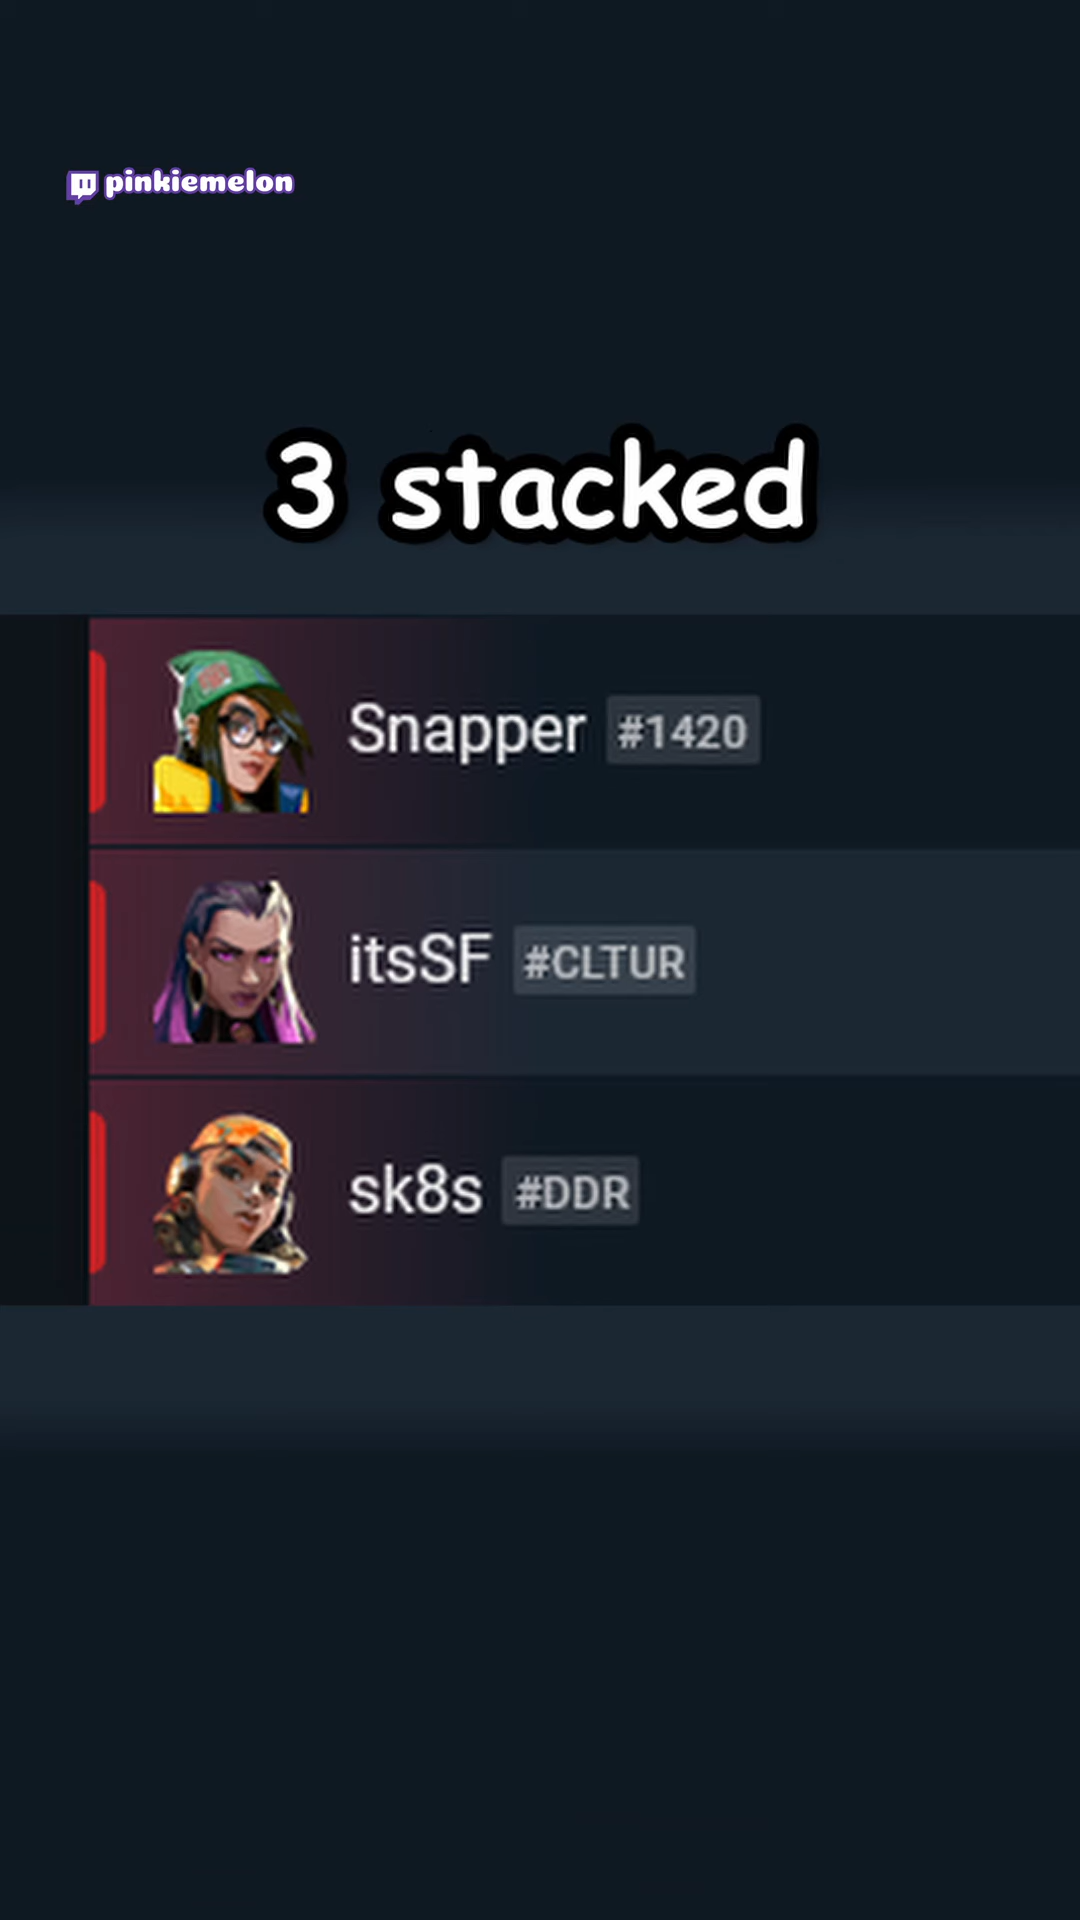 pinkiemelon
3 stacked
Snapper #1420
itsSF #CLTUR
sk8s #DDR